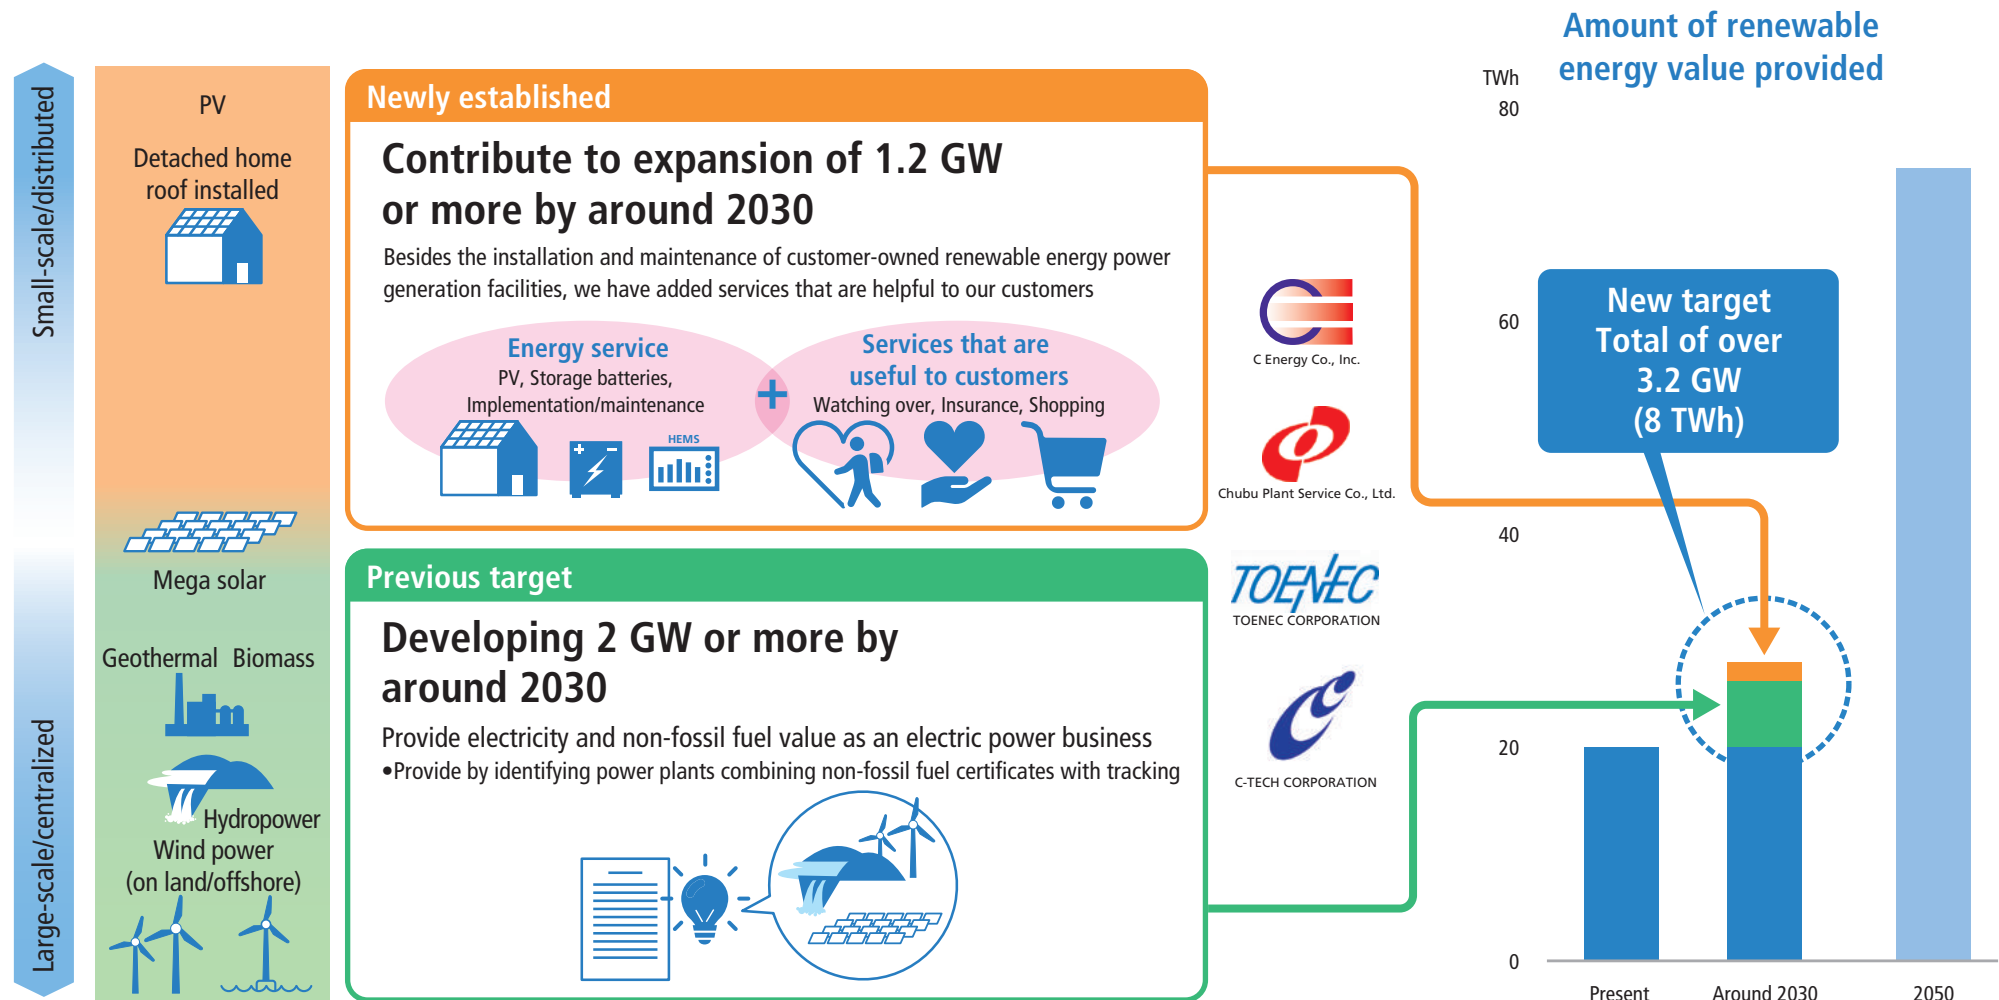 Small-scale/distributed
Large-scale/centralized
PV
Detached home
roof installed
Mega solar
Geothermal Biomass
Hydropower
Wind power
(on land/offshore)
Newly established
Contribute to expansion of 1.2 GW
or more by around 2030
Besides the installation and maintenance of customer-owned renewable energy power
generation facilities, we have added services that are helpful to our customers
Energy service
PV, Storage batteries,
Implementation/maintenance
+
Services that are
useful to customers
Watching over, Insurance, Shopping
HEMS
Previous target
Developing 2 GW or more by
around 2030
Provide electricity and non-fossil fuel value as an electric power business
•Provide by identifying power plants combining non-fossil fuel certificates with tracking
C Energy Co., Inc.
Chubu Plant Service Co., Ltd.
TOENEC
TOENEC CORPORATION
C-TECH CORPORATION
Amount of renewable
energy value provided
TWh
80
60
40
20
0
New target
Total of over
3.2 GW
(8 TWh)
Present
Around 2030
2050